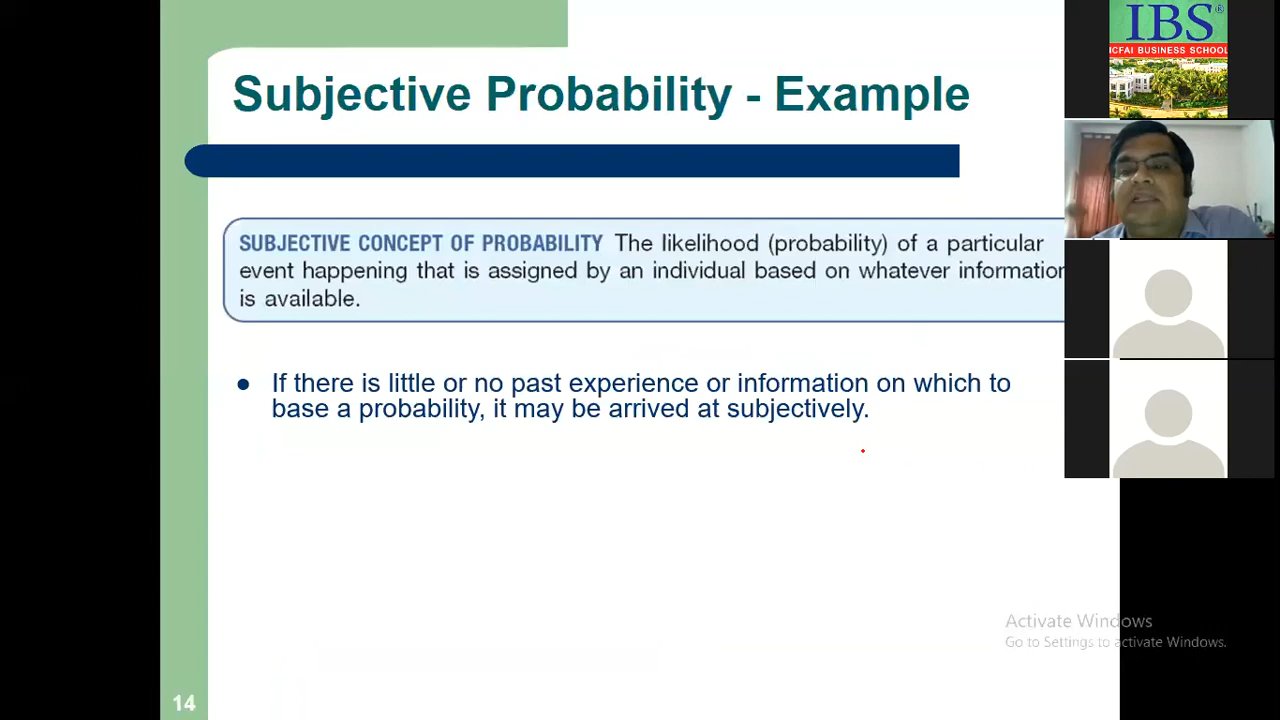 Subjective Probability - Example
SUBJECTIVE CONCEPT OF PROBABILITY The likelihood (probability) of a particular
event happening that is assigned by an individual based on whatever information
is available.
● If there is little or no past experience or information on which to
base a probability, it may be arrived at subjectively.
14
IBS®
ICFAI BUSINESS SCHOOL
Activate Windows
Go to Settings to activate Windows.